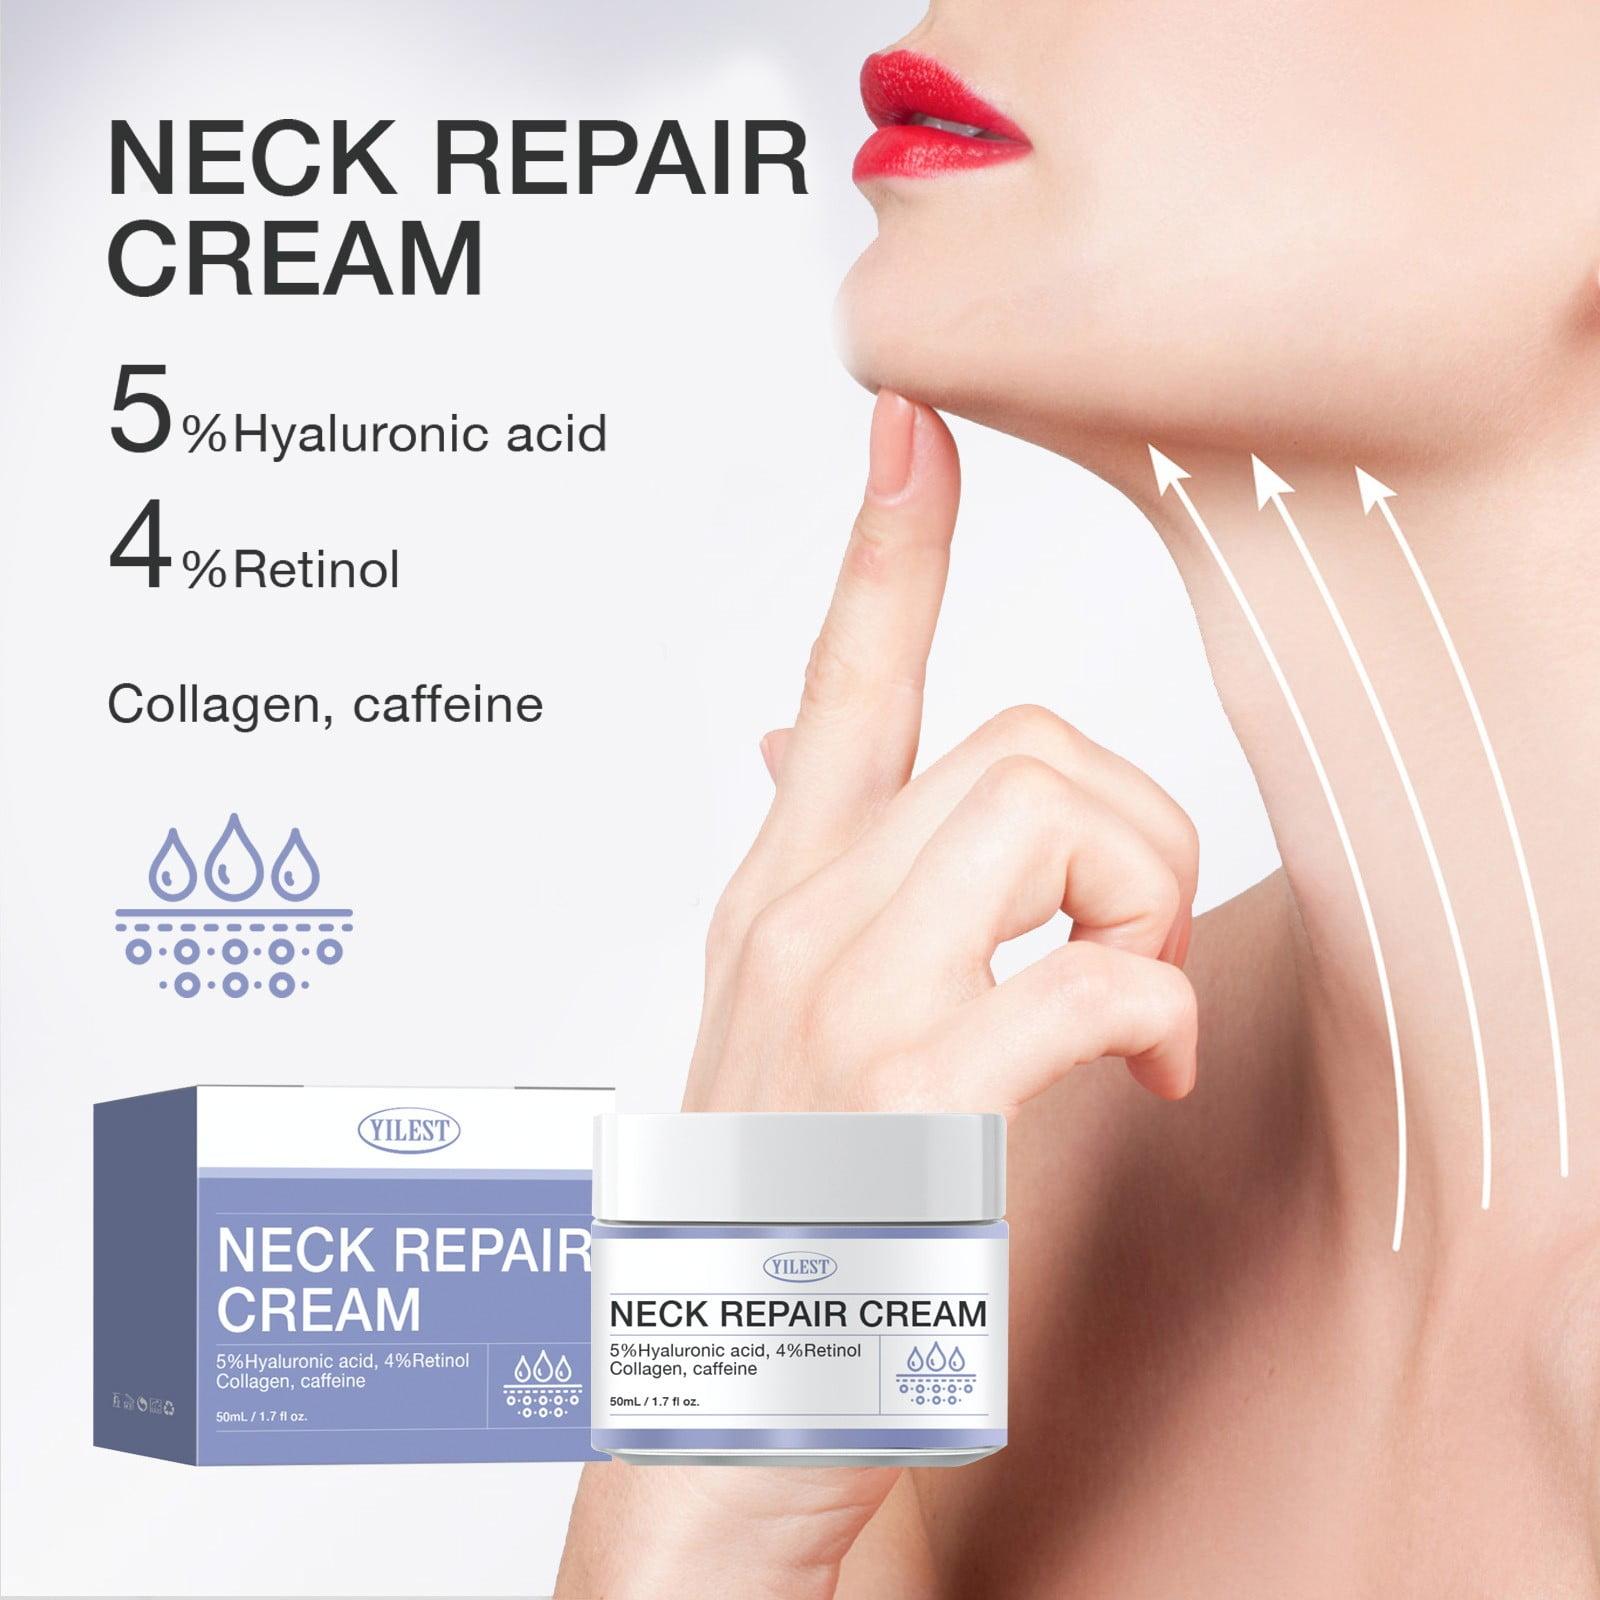 NECK REPAIR
CREAM
5%Hyaluronic acid
4%Retinol
Collagen, caffeine
YILEST
NECK REPAIR
CREAM
5%Hyaluronic acid, 4%Retinol
Collagen, caffeine
50mL / 1.7 fl oz.
YILEST
NECK REPAIR CREAM
5%Hyaluronic acid, 4%Retinol
Collagen, caffeine
50mL / 1.7 fl oz.